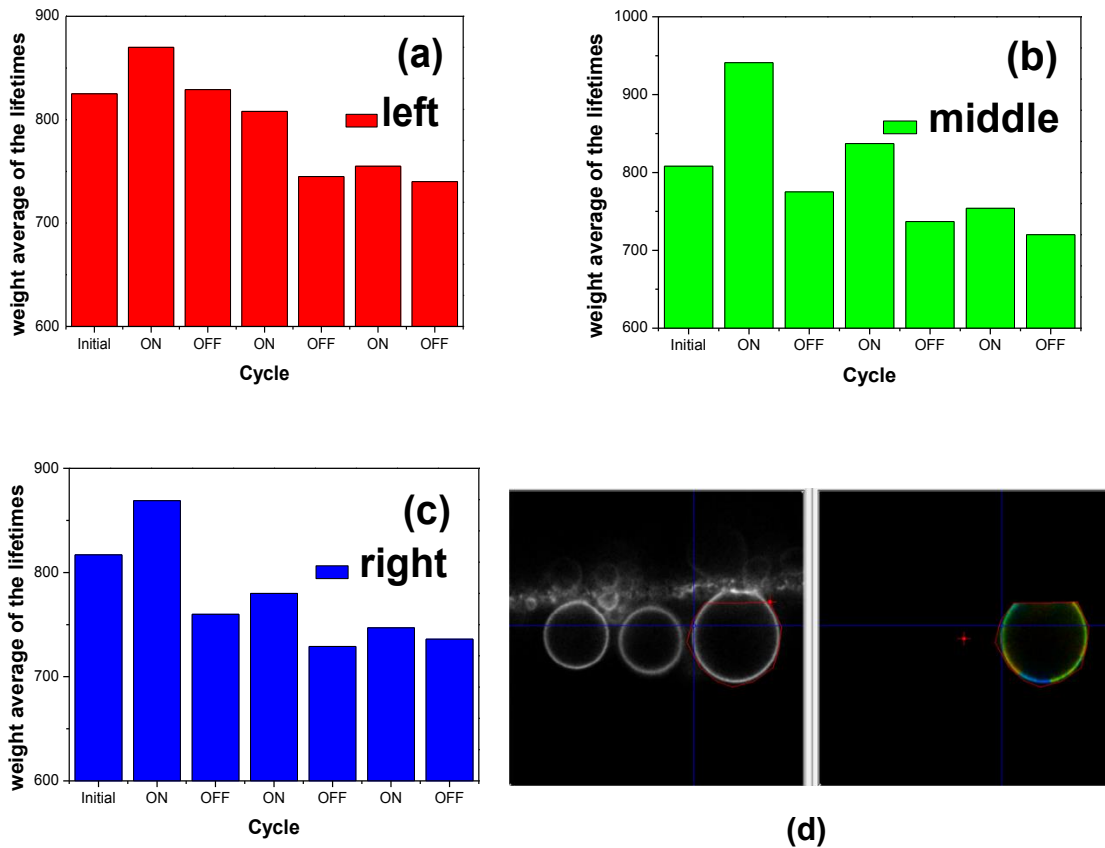 900
800
700
600
weight average of the lifetimes
(a)
left
Initial ON OFF ON OFF ON OFF
Cycle
1000
900
800
700
600
weight average of the lifetimes
(b)
middle
Initial ON OFF ON OFF ON OFF
Cycle
900
800
700
600
weight average of the lifetimes
(c)
right
Initial ON OFF ON OFF ON OFF
Cycle
(d)